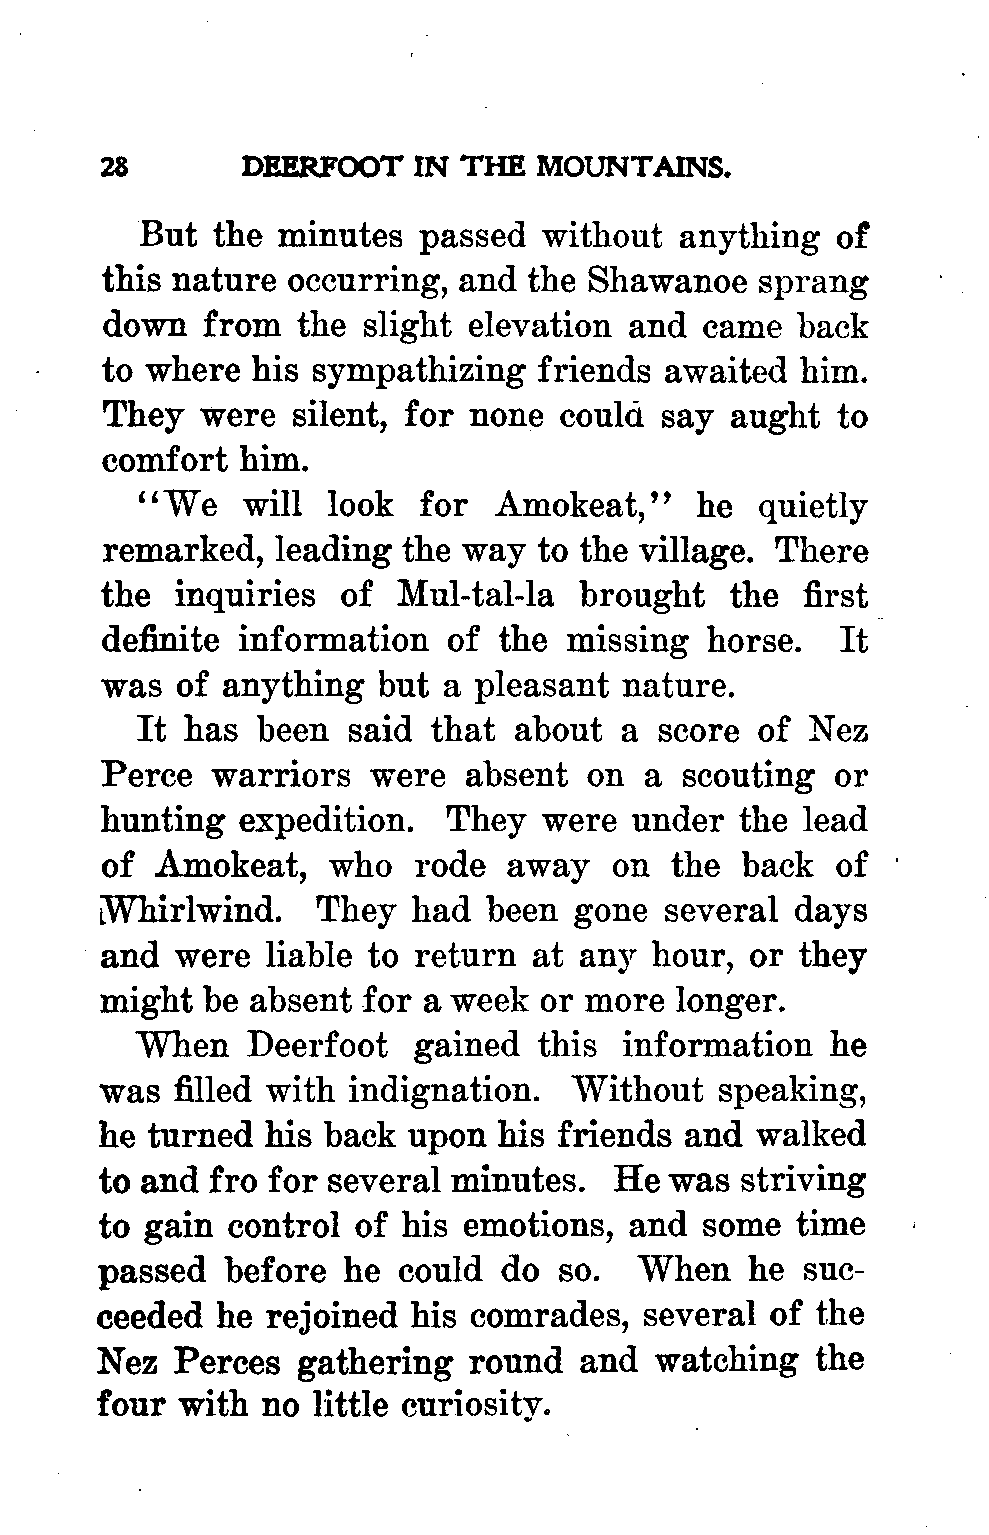 28 DEERFOOT IN THE MOUNTAINS.
But the minutes passed without anything of
this nature occurring, and the Shawanoe sprang
down from the slight elevation and came back
to where his sympathizing friends awaited him.
They were silent, for none could say aught to
comfort him.
“We will look for Amokeat,” he quietly
remarked, leading the way to the village. There
the inquiries of Mul-tal-la brought the first
definite information of the missing horse. It
was of anything but a pleasant nature.
It has been said that about a score of Nez
Perce warriors were absent on a scouting or
hunting expedition. They were under the lead
of Amokeat, who rode away on the back of
Whirlwind. They had been gone several days
and were liable to return at any hour, or they
might be absent for a week or more longer.
When Deerfoot gained this information he
was filled with indignation. Without speaking,
he turned his back upon his friends and walked
to and fro for several minutes. He was striving
to gain control of his emotions, and some time
passed before he could do so. When he suc-
ceeded he rejoined his comrades, several of the
Nez Perces gathering round and watching the
four with no little curiosity.